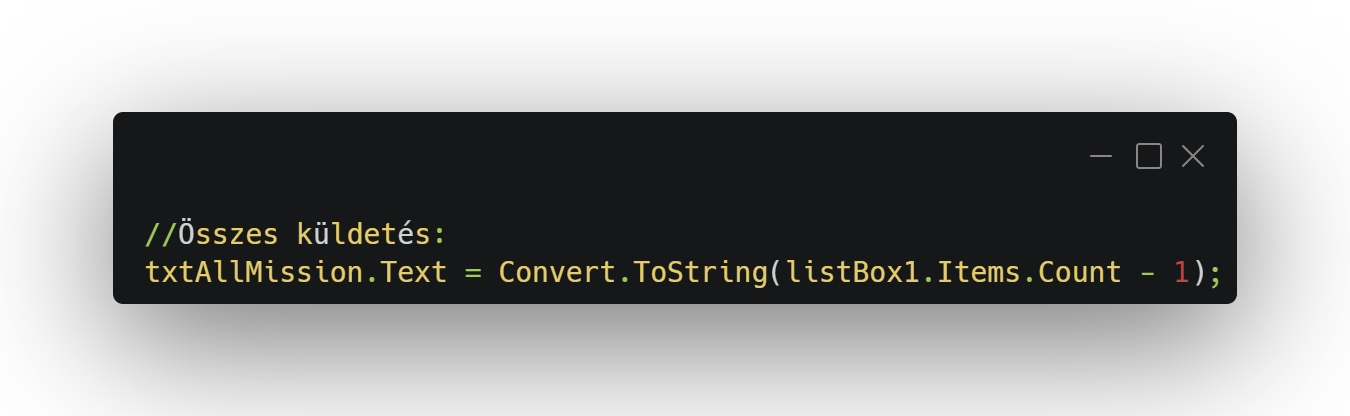 //Összes küldetés:
txtAllMission.Text = Convert.ToString(listBox1.Items.Count - 1);